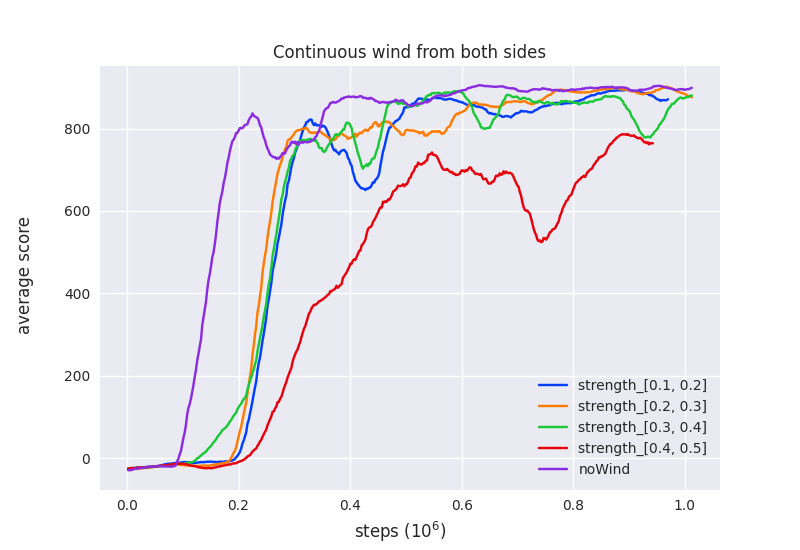 Continuous wind from both sides
average score
800
600
400
200
0
strength_[0.1, 0.2]
strength_[0.2, 0.3]
strength_[0.3, 0.4]
strength_[0.4, 0.5]
noWind
0.0 0.2 0.4 0.6 0.8 1.0
steps (10⁶)